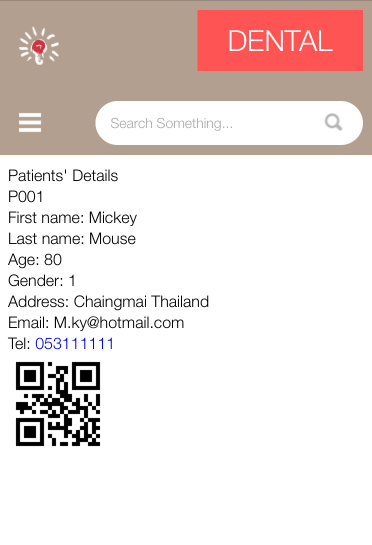 DENTAL
Search Something...
Patients' Details
P001
First name: Mickey
Last name: Mouse
Age: 80
Gender: 1
Address: Chaingmai Thailand
Email: M.ky@hotmail.com
Tel: 053111111